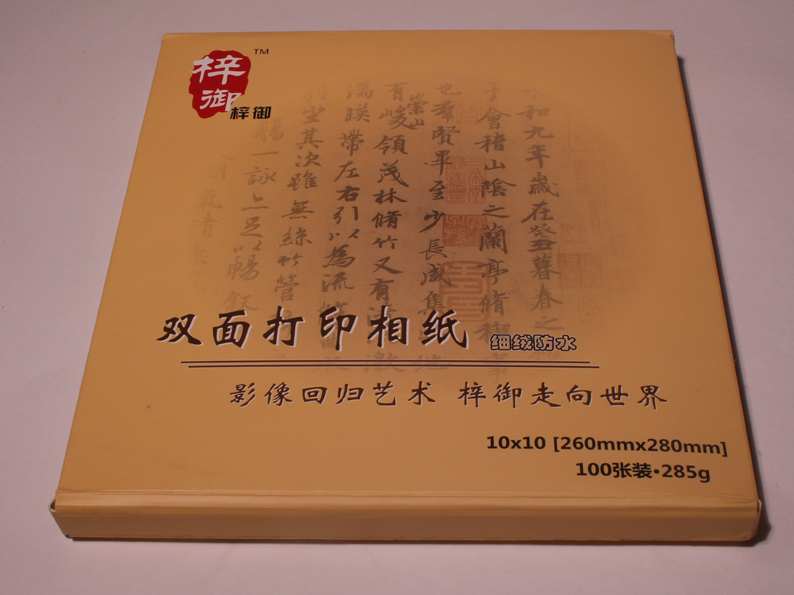 梓御
TM
梓御
和九年歲在癸丑暮春之
會稽山陰之蘭亭脩禊事
也羣賢畢至少長咸集
有崇山峻領茂林脩竹又有清激
湍暎帶左右引以為流
列坐其次雖無絲竹管
觴一詠亦足以暢敘
双面打印相纸 细绒防水
影像回归艺术 梓御走向世界
10x10 [260mmx280mm]
100张装·285g